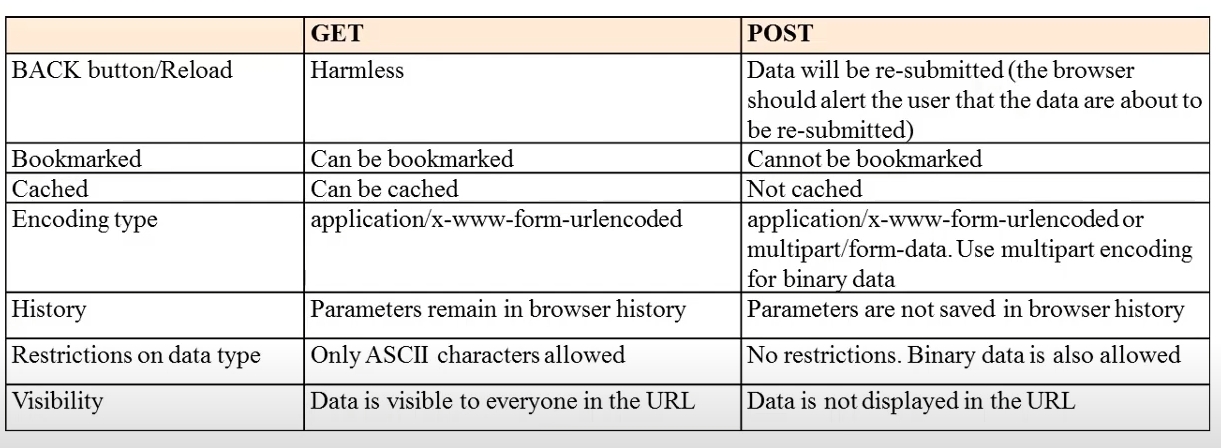 GET POST
BACK button/Reload Harmless Data will be re-submitted (the browser
should alert the user that the data are about to
be re-submitted)
Bookmarked Can be bookmarked Cannot be bookmarked
Cached Can be cached Not cached
Encoding type application/x-www-form-urlencoded application/x-www-form-urlencoded or
multipart/form-data. Use multipart encoding
for binary data
History Parameters remain in browser history Parameters are not saved in browser history
Restrictions on data type Only ASCII characters allowed No restrictions. Binary data is also allowed
Visibility Data is visible to everyone in the URL Data is not displayed in the URL